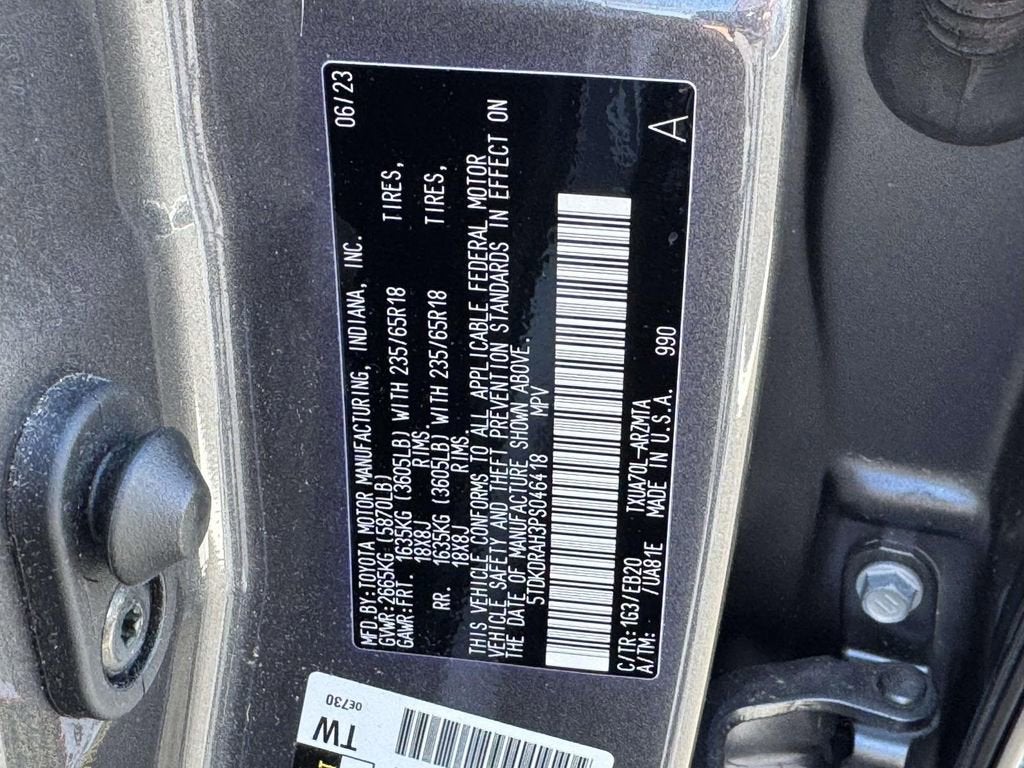 MFD.BY:TOYOTA MOTOR MANUFACTURING, INDIANA, INC. 06/23
GVWR:2665KG (5870LB)
GAWR:FRT. 1635KG (3605LB) WITH 235/65R18 TIRES,
18X8J RIMS.
RR. 1635KG (3605LB) WITH 235/65R18 TIRES,
18X8J RIMS.
THIS VEHICLE CONFORMS TO ALL APPLICABLE FEDERAL MOTOR
VEHICLE SAFETY AND THEFT PREVENTION STANDARDS IN EFFECT ON
THE DATE OF MANUFACTURE SHOWN ABOVE.
5TDKDRAH3PS046418 MPV
C/TR:1G3/EB20 TXUA70L-ARZMTA
A/TM: /UA81E MADE IN U.S.A. 990 A
0E730
TW